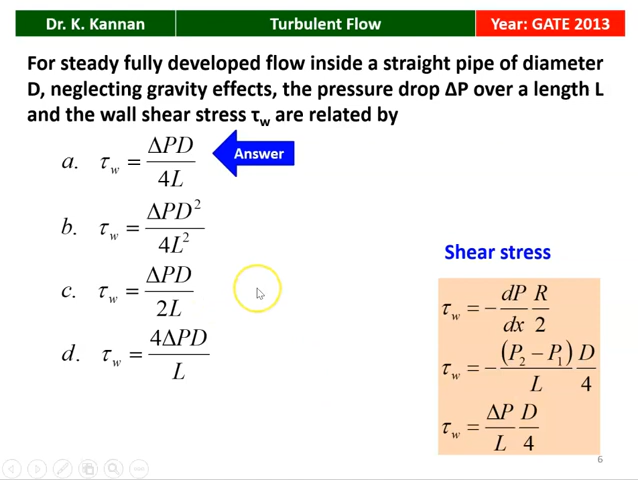 Dr. K. Kannan
Turbulent Flow
Year: GATE 2013
For steady fully developed flow inside a straight pipe of diameter
D, neglecting gravity effects, the pressure drop ΔP over a length L
and the wall shear stress τw are related by
a. τw = ΔPD / 4L
Answer
b. τw = ΔPD² / 4L²
c. τw = ΔPD / 2L
d. τw = 4ΔPD / L
Shear stress
τw = − dP/dx R/2
τw = − (P₂ − P₁)/L D/4
τw = ΔP/L D/4
6